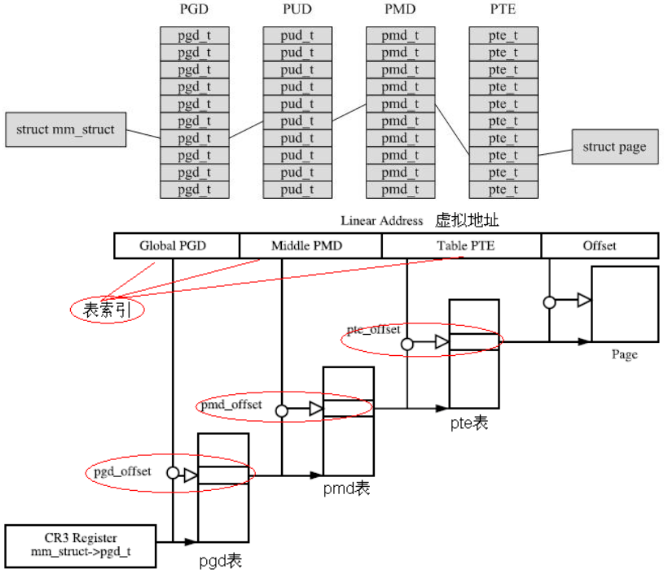 PGD PUD PMD PTE
pgd_t pud_t pmd_t pte_t
pgd_t pud_t pmd_t pte_t
pgd_t pud_t pmd_t pte_t
pgd_t pud_t pmd_t pte_t
pgd_t pud_t pmd_t pte_t
pgd_t pud_t pmd_t pte_t
struct mm_struct
pgd_t pud_t pmd_t pte_t
pgd_t pud_t pmd_t pte_t
struct page
pgd_t pud_t pmd_t pte_t
pgd_t pud_t pmd_t pte_t
Linear Address 虚拟地址
Global PGD Middle PMD Table PTE Offset
表索引
pte_offset
Page
pmd_offset
pte表
pgd_offset
pmd表
CR3 Register
mm_struct->pgd_t
pgd表